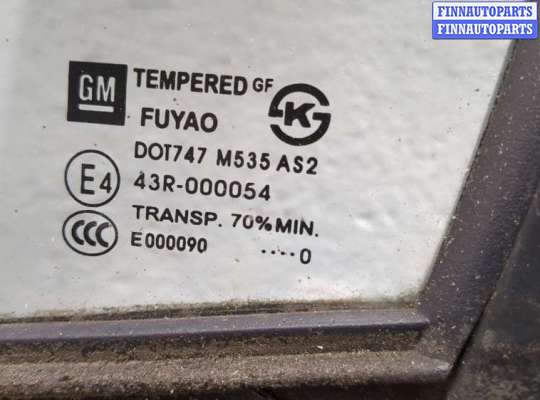 FINNAUTOPARTS
FINNAUTOPARTS
GM TEMPERED GF K
FUYAO
DOT747 M535 AS2
E4 43R-000054
TRANSP. 70% MIN.
CCC E000090 ····0